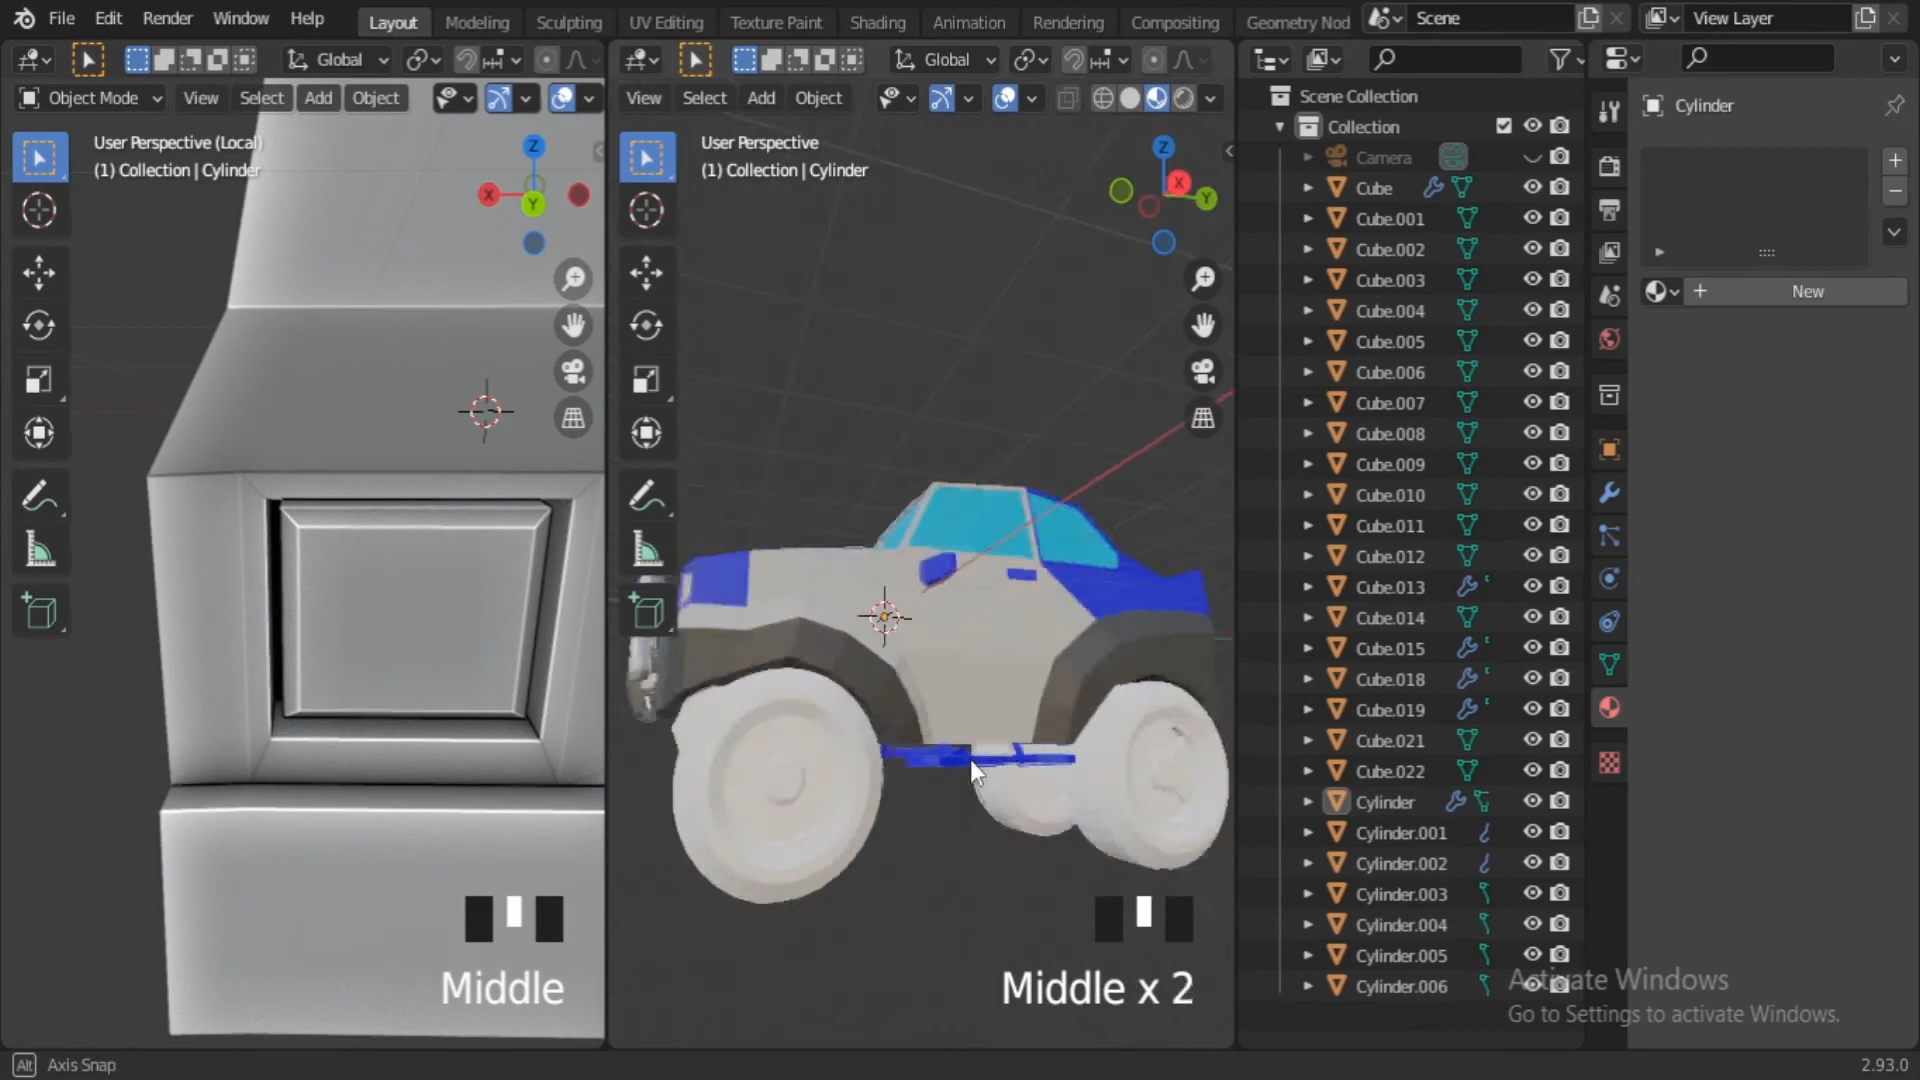 File Edit Render Window Help Layout Modeling Sculpting UV Editing Texture Paint Shading Animation Rendering Compositing Geometry Nod Scene View Layer
Global Global
Object Mode View Select Add Object View Select Add Object
User Perspective (Local)
(1) Collection | Cylinder
X Y Z
Middle
User Perspective
(1) Collection | Cylinder
Z X Y
Middle x 2
Scene Collection
Collection
Camera
Cube
Cube.001
Cube.002
Cube.003
Cube.004
Cube.005
Cube.006
Cube.007
Cube.008
Cube.009
Cube.010
Cube.011
Cube.012
Cube.013
Cube.014
Cube.015
Cube.018
Cube.019
Cube.021
Cube.022
Cylinder
Cylinder.001
Cylinder.002
Cylinder.003
Cylinder.004
Cylinder.005
Cylinder.006
Cylinder
New
Activate Windows
Go to Settings to activate Windows.
Alt Axis Snap
2.93.0